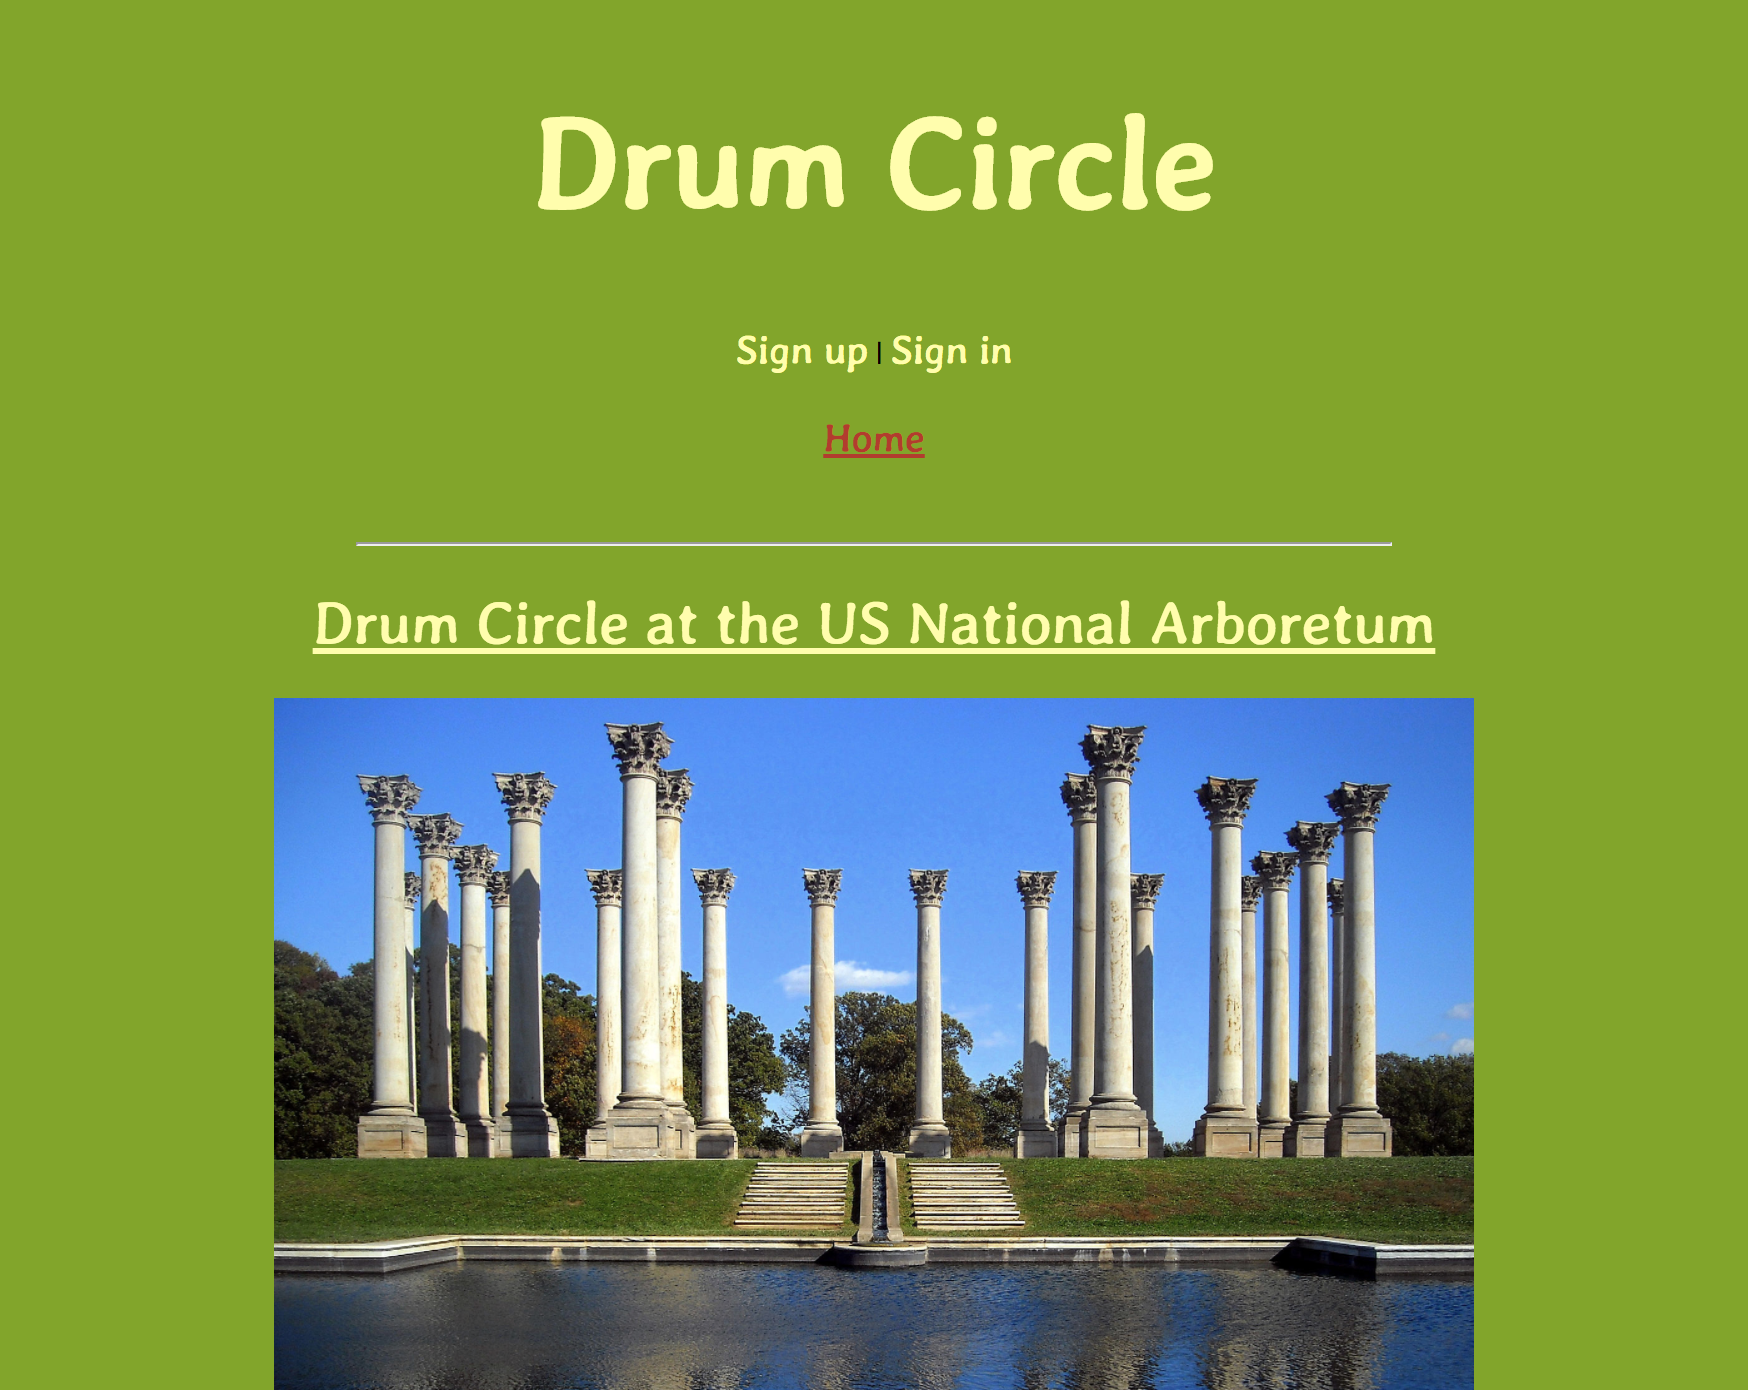 Drum Circle
Sign up | Sign in
Home
Drum Circle at the US National Arboretum